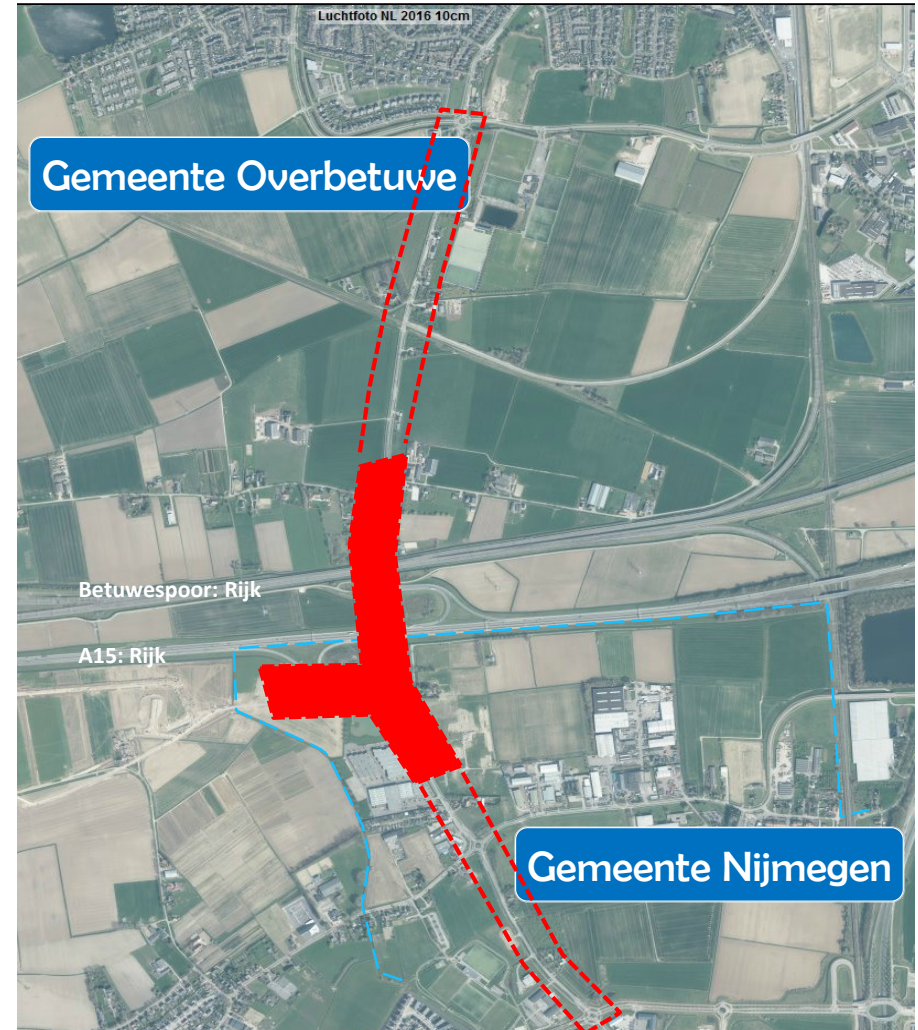 Luchtfoto NL 2016 10cm
Gemeente Overbetuwe
Betuwespoor: Rijk
A15: Rijk
Gemeente Nijmegen